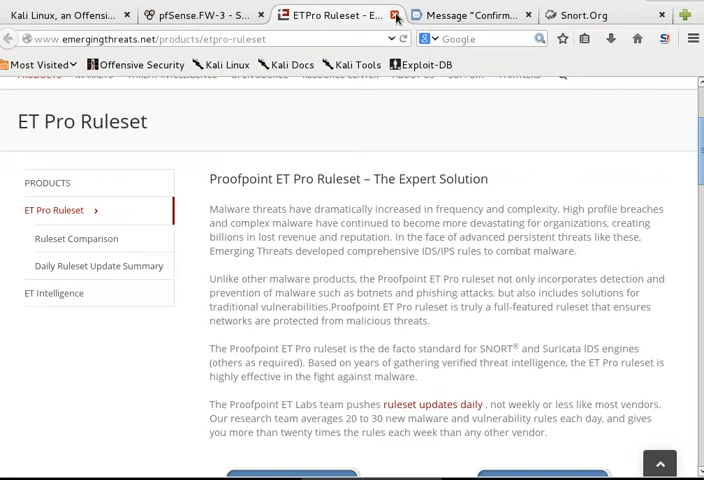 Kali Linux, an Offensi... pfSense.FW-3 - S... ETPro Ruleset - E... Message "Confirm... Snort.Org
www.emergingthreats.net/products/etpro-ruleset Google
Most Visited Offensive Security Kali Linux Kali Docs Kali Tools Exploit-DB
PRODUCTS MARKETS THREAT INTELLIGENCE OPEN SOURCE RESOURCE CENTER ABOUT US SUPPORT PARTNERS
ET Pro Ruleset
PRODUCTS
ET Pro Ruleset
Ruleset Comparison
Daily Ruleset Update Summary
ET Intelligence
Proofpoint ET Pro Ruleset – The Expert Solution
Malware threats have dramatically increased in frequency and complexity. High profile breaches
and complex malware have continued to become more devastating for organizations, creating
billions in lost revenue and reputation. In the face of advanced persistent threats like these,
Emerging Threats developed comprehensive IDS/IPS rules to combat malware.
Unlike other malware products, the Proofpoint ET Pro ruleset not only incorporates detection and
prevention of malware such as botnets and phishing attacks, but also includes solutions for
traditional vulnerabilities.Proofpoint ET Pro ruleset is truly a full-featured ruleset that ensures
networks are protected from malicious threats.
The Proofpoint ET Pro ruleset is the de facto standard for SNORT® and Suricata IDS engines
(others as required). Based on years of gathering verified threat intelligence, the ET Pro ruleset is
highly effective in the fight against malware.
The Proofpoint ET Labs team pushes ruleset updates daily , not weekly or less like most vendors.
Our research team averages 20 to 30 new malware and vulnerability rules each day, and gives
you more than twenty times the rules each week than any other vendor.